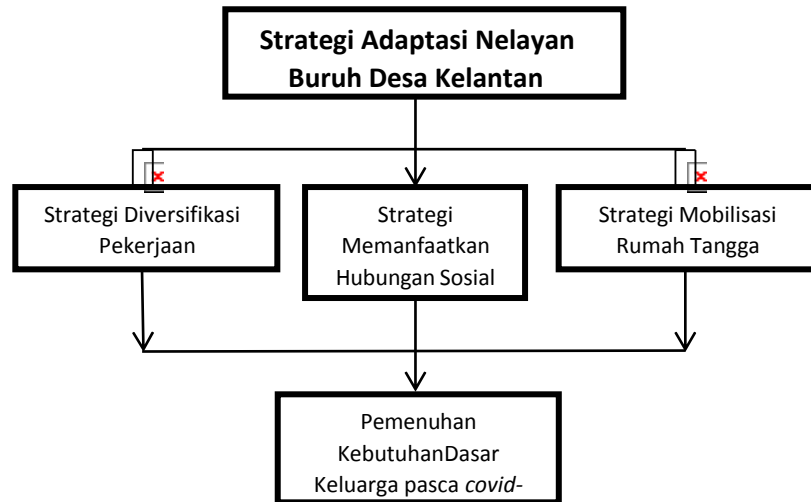 Strategi Adaptasi Nelayan
Buruh Desa Kelantan
Strategi Diversifikasi
Pekerjaan
Strategi
Memanfaatkan
Hubungan Sosial
Strategi Mobilisasi
Rumah Tangga
Pemenuhan
KebutuhanDasar
Keluarga pasca covid-